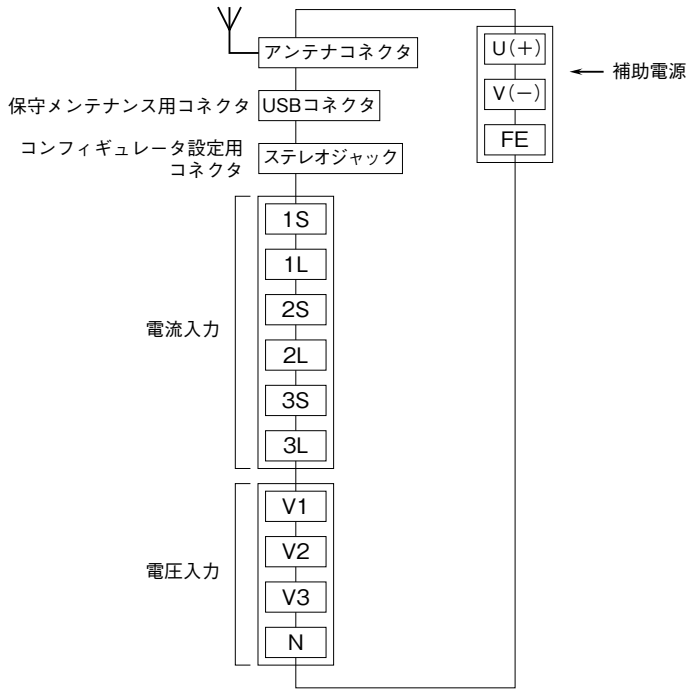 アンテナコネクタ
保守メンテナンス用コネクタ
USBコネクタ
コンフィギュレータ設定用
コネクタ
ステレオジャック
電流入力
1S
1L
2S
2L
3S
3L
電圧入力
V1
V2
V3
N
U(+)
V(−)
FE
補助電源